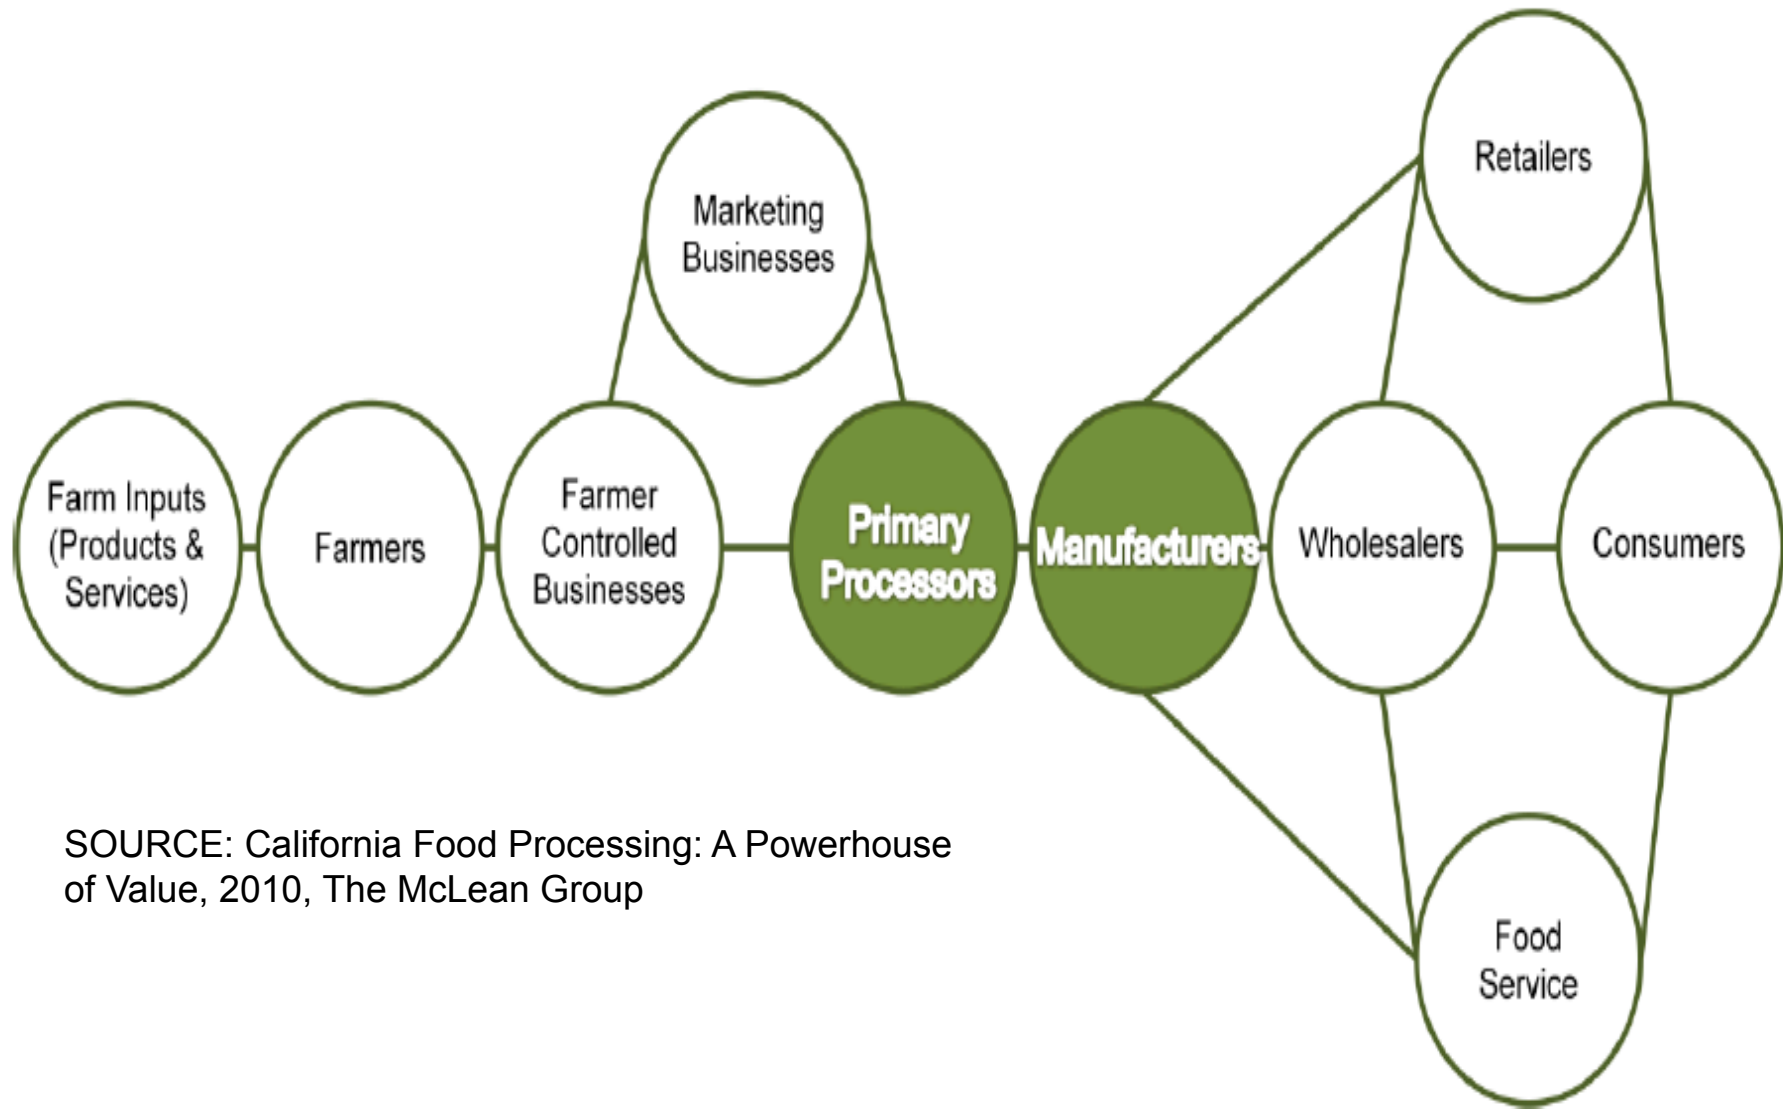 Retailers
Marketing
Businesses
Farm Inputs
(Products &
Services)
Farmers
Farmer
Controlled
Businesses
Primary
Processors
Manufacturers
Wholesalers
Consumers
SOURCE: California Food Processing: A Powerhouse
of Value, 2010, The McLean Group
Food
Service